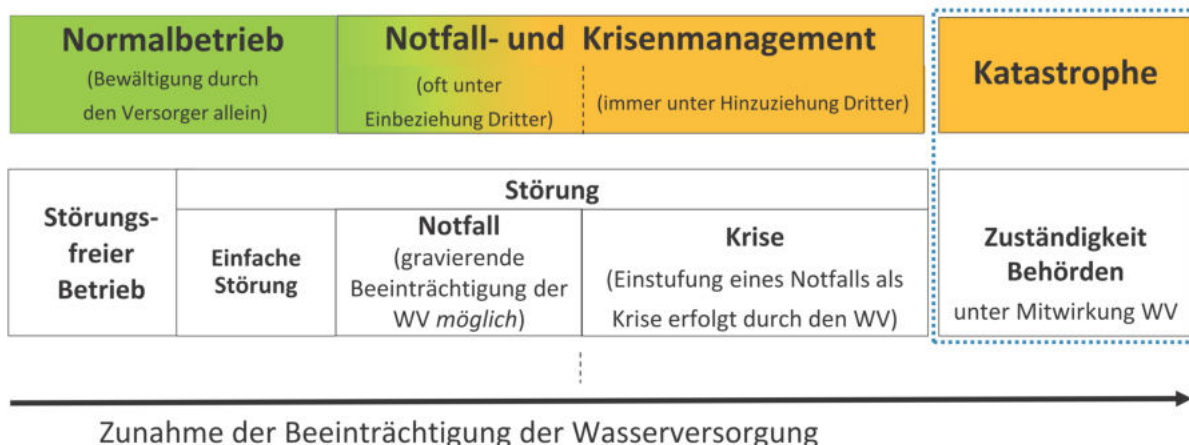 Normalbetrieb
(Bewältigung durch
den Versorger allein)
Notfall- und Krisenmanagement
(oft unter
Einbeziehung Dritter)
(immer unter Hinzuziehung Dritter)
Katastrophe
Störungs-
freier
Betrieb
Störung
Einfache
Störung
Notfall
(gravierende
Beeinträchtigung der
WV möglich)
Krise
(Einstufung eines Notfalls als
Krise erfolgt durch den WV)
Zuständigkeit
Behörden
unter Mitwirkung WV
Zunahme der Beeinträchtigung der Wasserversorgung